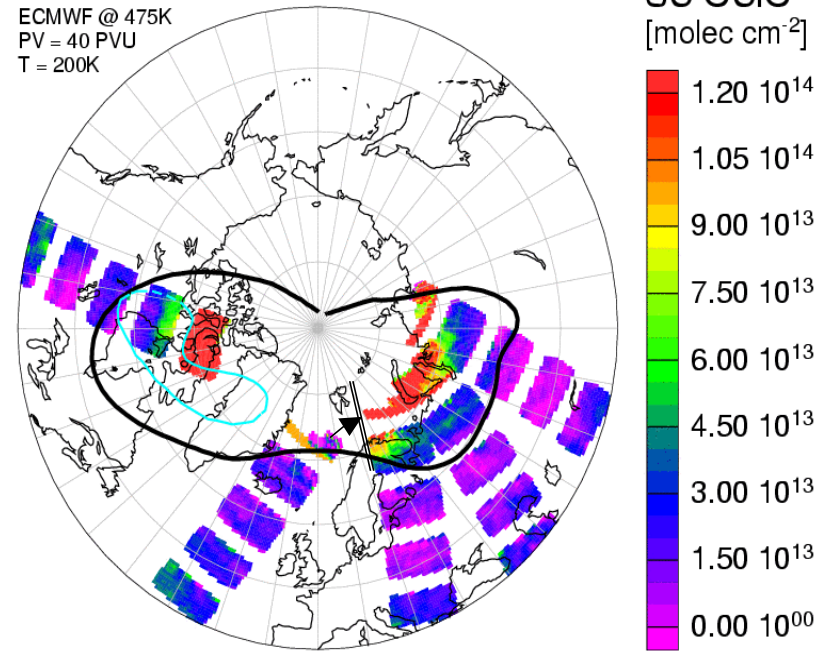 ECMWF @ 475K
PV = 40 PVU
T = 200K
[molec cm⁻²]
1.20 10¹⁴
1.05 10¹⁴
9.00 10¹³
7.50 10¹³
6.00 10¹³
4.50 10¹³
3.00 10¹³
1.50 10¹³
0.00 10⁰⁰